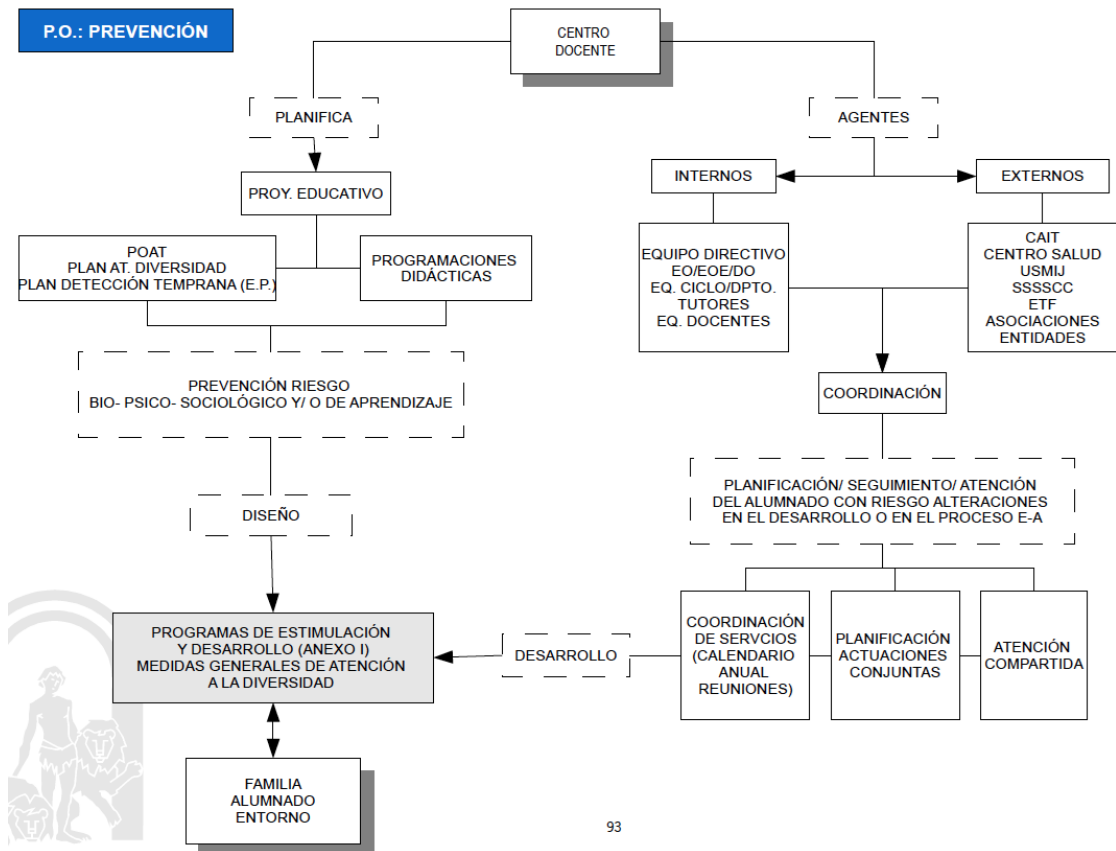 P.O.: PREVENCIÓN
CENTRO
DOCENTE
PLANIFICA
AGENTES
PROY. EDUCATIVO
INTERNOS
EXTERNOS
POAT
PLAN AT. DIVERSIDAD
PLAN DETECCIÓN TEMPRANA (E.P.)
PROGRAMACIONES
DIDÁCTICAS
EQUIPO DIRECTIVO
EO/EOE/DO
EQ. CICLO/DPTO.
TUTORES
EQ. DOCENTES
CAIT
CENTRO SALUD
USMIJ
SSSSCC
ETF
ASOCIACIONES
ENTIDADES
PREVENCIÓN RIESGO
BIO- PSICO- SOCIOLÓGICO Y/ O DE APRENDIZAJE
COORDINACIÓN
PLANIFICACIÓN/ SEGUIMIENTO/ ATENCIÓN
DEL ALUMNADO CON RIESGO ALTERACIONES
EN EL DESARROLLO O EN EL PROCESO E-A
DISEÑO
PROGRAMAS DE ESTIMULACIÓN
Y DESARROLLO (ANEXO I)
MEDIDAS GENERALES DE ATENCIÓN
A LA DIVERSIDAD
DESARROLLO
COORDINACIÓN
DE SERVCIOS
(CALENDARIO
ANUAL
REUNIONES)
PLANIFICACIÓN
ACTUACIONES
CONJUNTAS
ATENCIÓN
COMPARTIDA
FAMILIA
ALUMNADO
ENTORNO
93